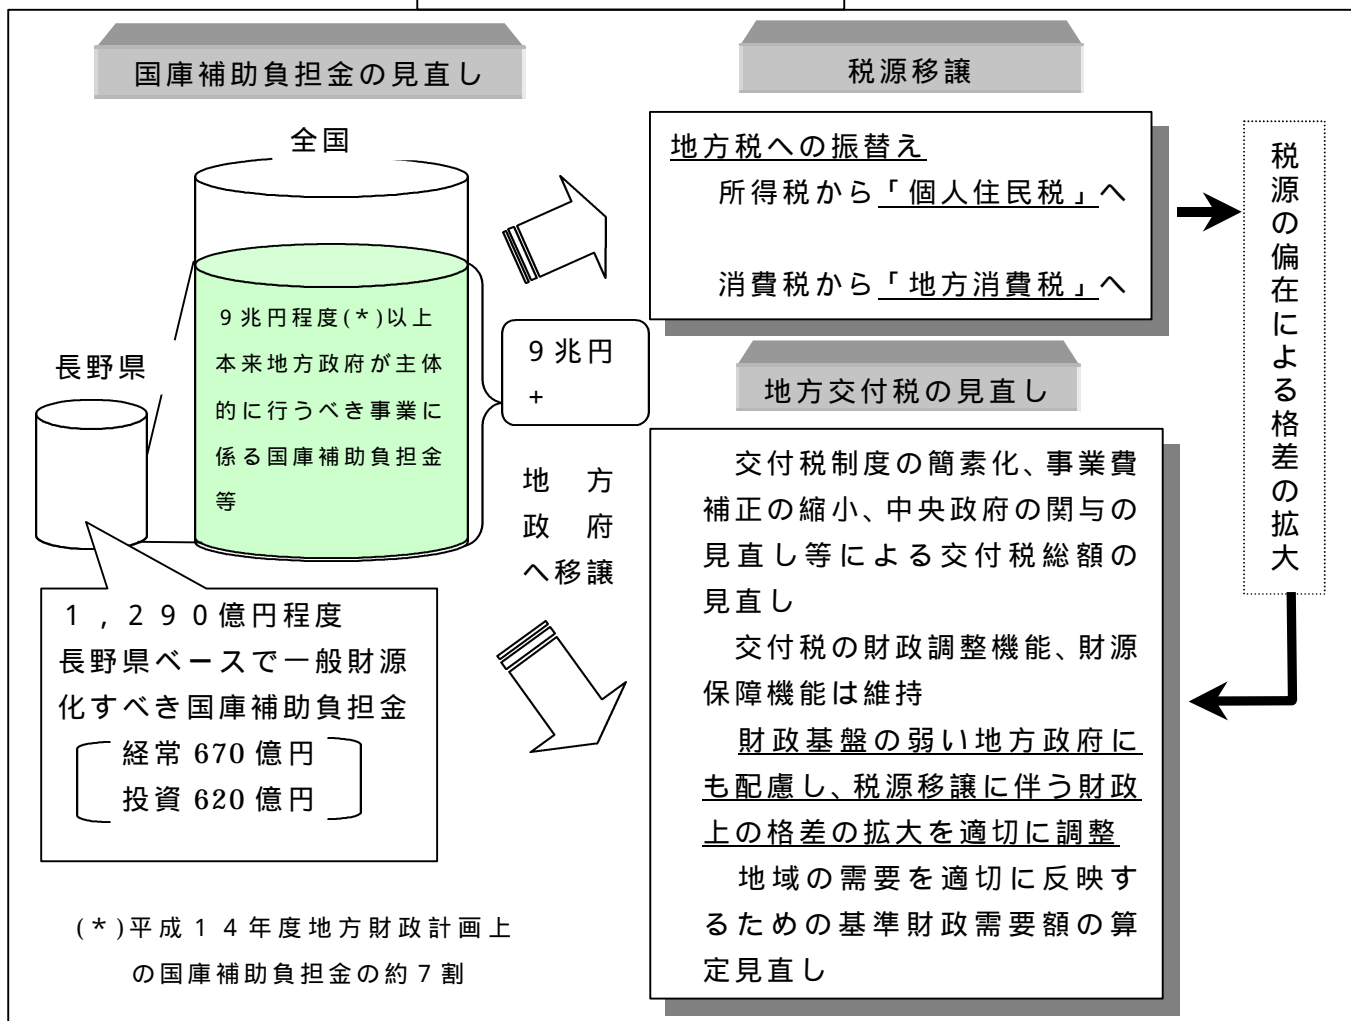 国庫補助負担金の見直し
全国
9兆円程度(*)以上
本来地方政府が主体
的に行うべき事業に
係る国庫補助負担金
等
長野県
1,290億円程度
長野県ベースで一般財源
化すべき国庫補助負担金
経常 670 億円
投資 620 億円
(*)平成14年度地方財政計画上
の国庫補助負担金の約7割
9兆円
+
地方
政府
へ移譲
税源移譲
地方税への振替え
所得税から「個人住民税」へ
消費税から「地方消費税」へ
税源の偏在による格差の拡大
地方交付税の見直し
交付税制度の簡素化、事業費
補正の縮小、中央政府の関与の
見直し等による交付税総額の
見直し
交付税の財政調整機能、財源
保障機能は維持
財政基盤の弱い地方政府に
も配慮し、税源移譲に伴う財政
上の格差の拡大を適切に調整
地域の需要を適切に反映す
るための基準財政需要額の算
定見直し